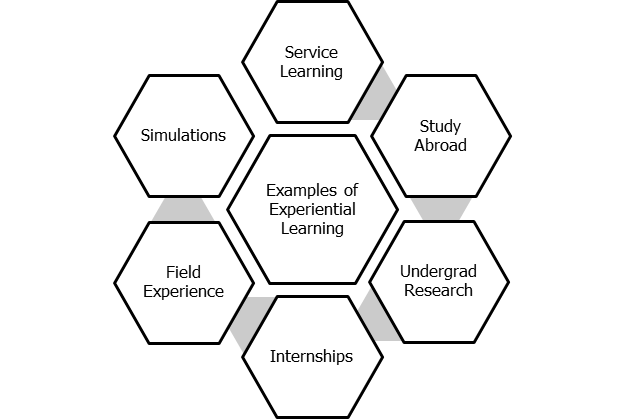 Service
Learning
Study
Abroad
Undergrad
Research
Internships
Field
Experience
Simulations
Examples of
Experiential
Learning